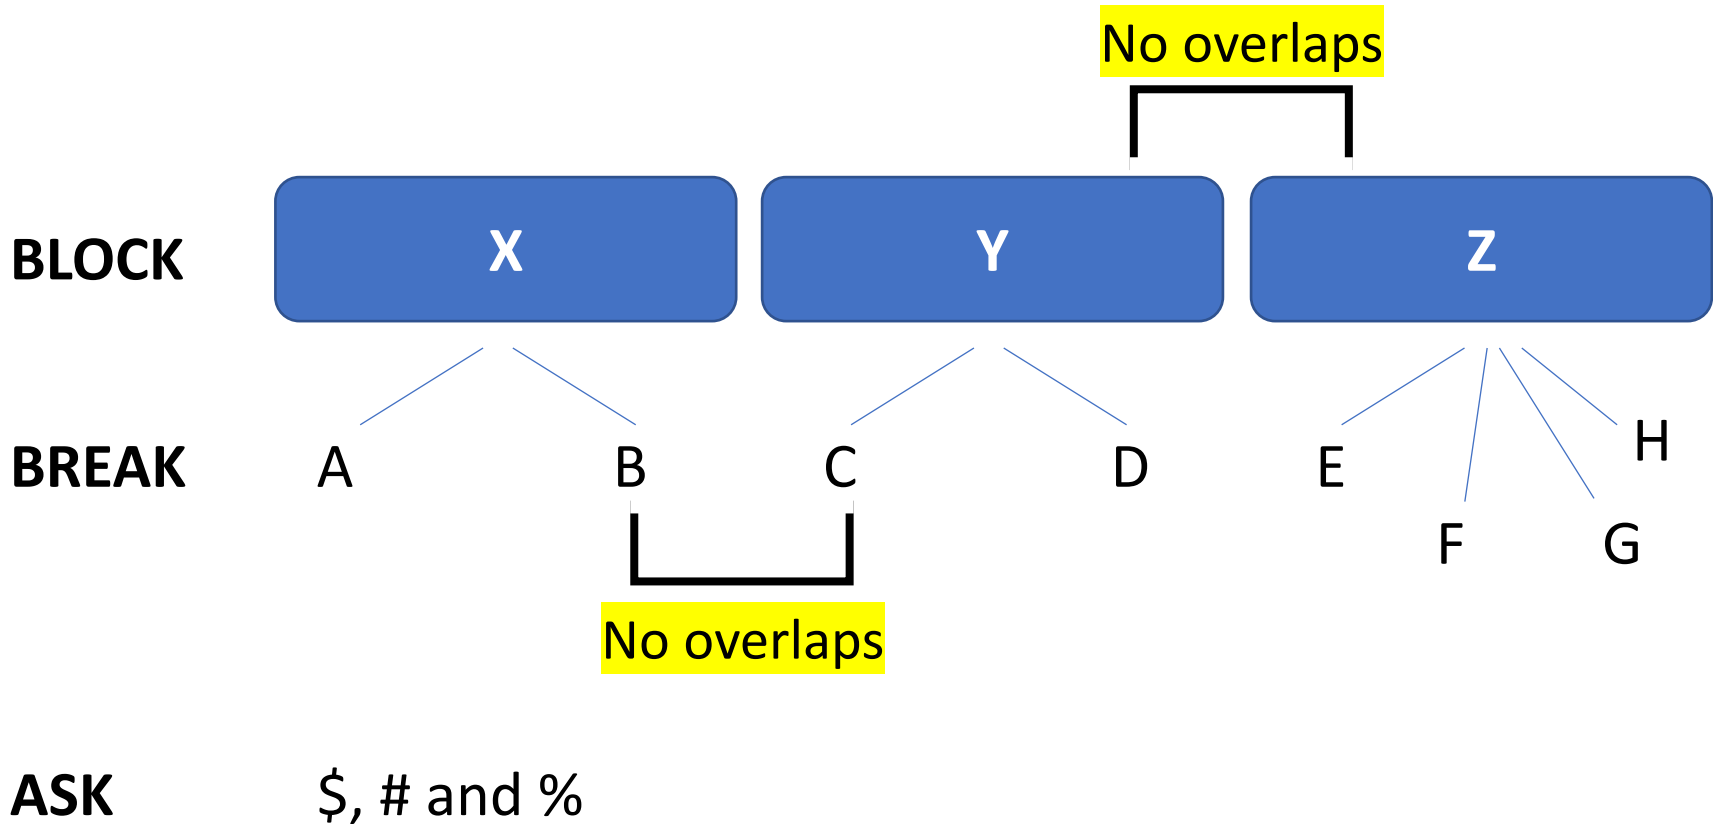 No overlaps
BLOCK X Y Z
BREAK A B C D E H
F G
No overlaps
ASK $, # and %